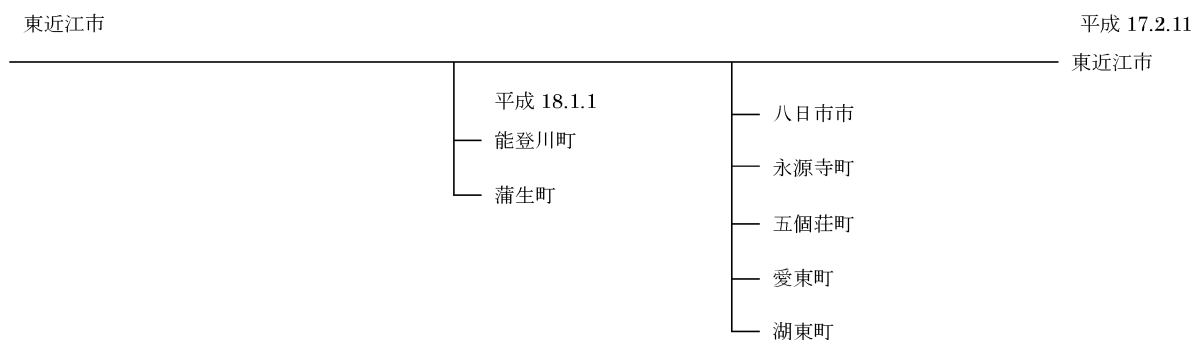 東近江市
平成 17.2.11
東近江市
平成 18.1.1
能登川町
蒲生町
八日市市
永源寺町
五個荘町
愛東町
湖東町